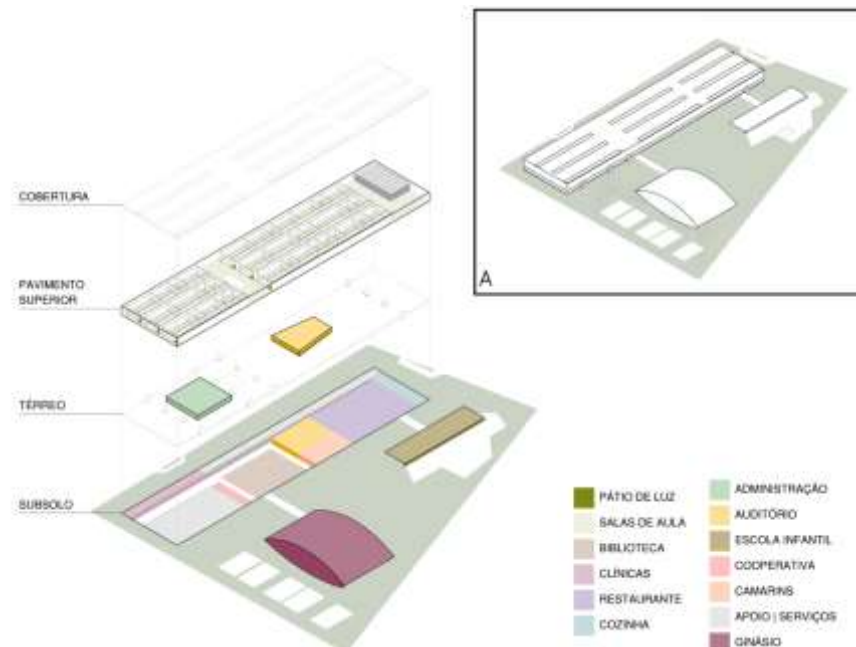 COBERTURA
PAVIMENTO
SUPERIOR
TÉRREO
SUBSOLO
A
PÁTIO DE LUZ
SALAS DE AULA
BIBLIOTECA
CLÍNICAS
RESTAURANTE
COZINHA
ADMINISTRAÇÃO
AUDITÓRIO
ESCOLA INFANTIL
COOPERATIVA
CAMARINS
APOIO | SERVIÇOS
GINÁSIO